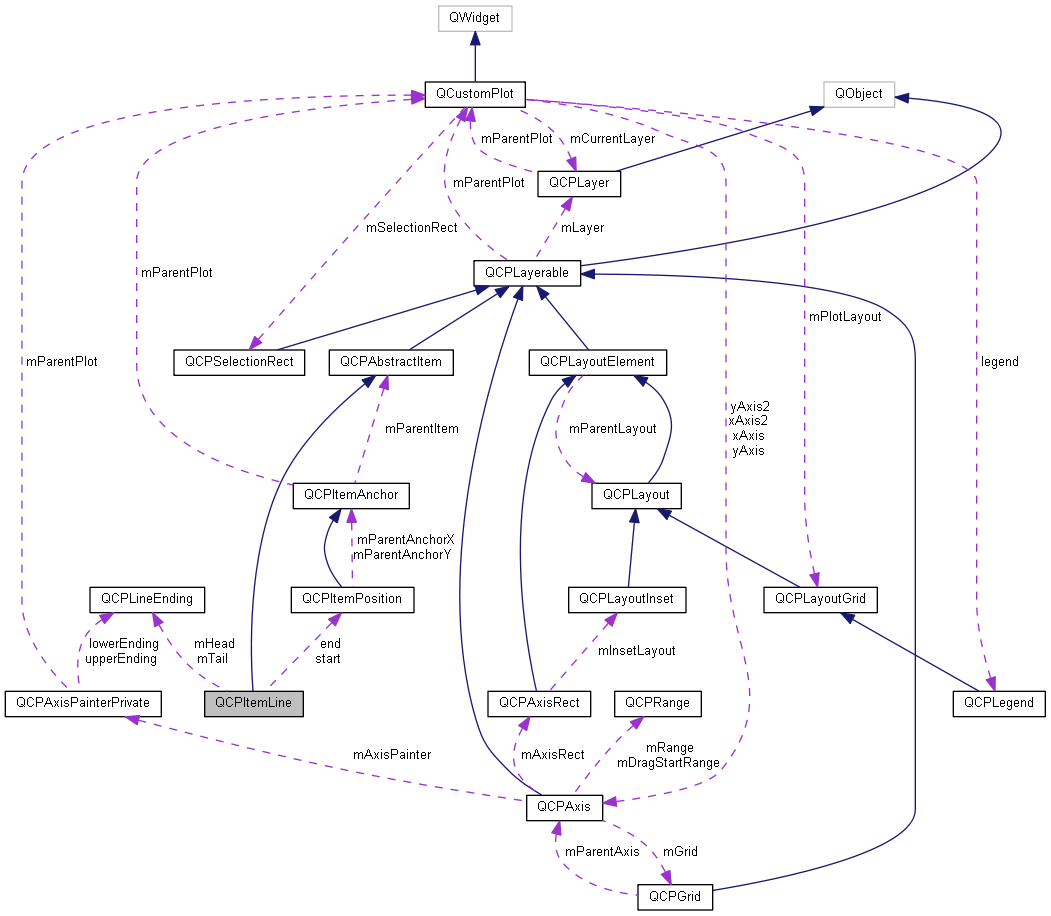 QWidget
QCustomPlot
QObject
mParentPlot
mCurrentLayer
QCPLayer
mParentPlot
mSelectionRect
mLayer
mParentPlot
QCPLayerable
mPlotLayout
mParentPlot
QCPSelectionRect
QCPAbstractItem
QCPLayoutElement
legend
yAxis2
xAxis2
xAxis
yAxis
mParentItem
mParentLayout
QCPItemAnchor
QCPLayout
mParentAnchorX
mParentAnchorY
QCPLineEnding
QCPItemPosition
QCPLayoutInset
QCPLayoutGrid
lowerEnding
upperEnding
mHead
mTail
end
start
mInsetLayout
QCPAxisPainterPrivate
QCPItemLine
QCPAxisRect
QCPRange
QCPLegend
mAxisPainter
mAxisRect
mRange
mDragStartRange
QCPAxis
mParentAxis
mGrid
QCPGrid